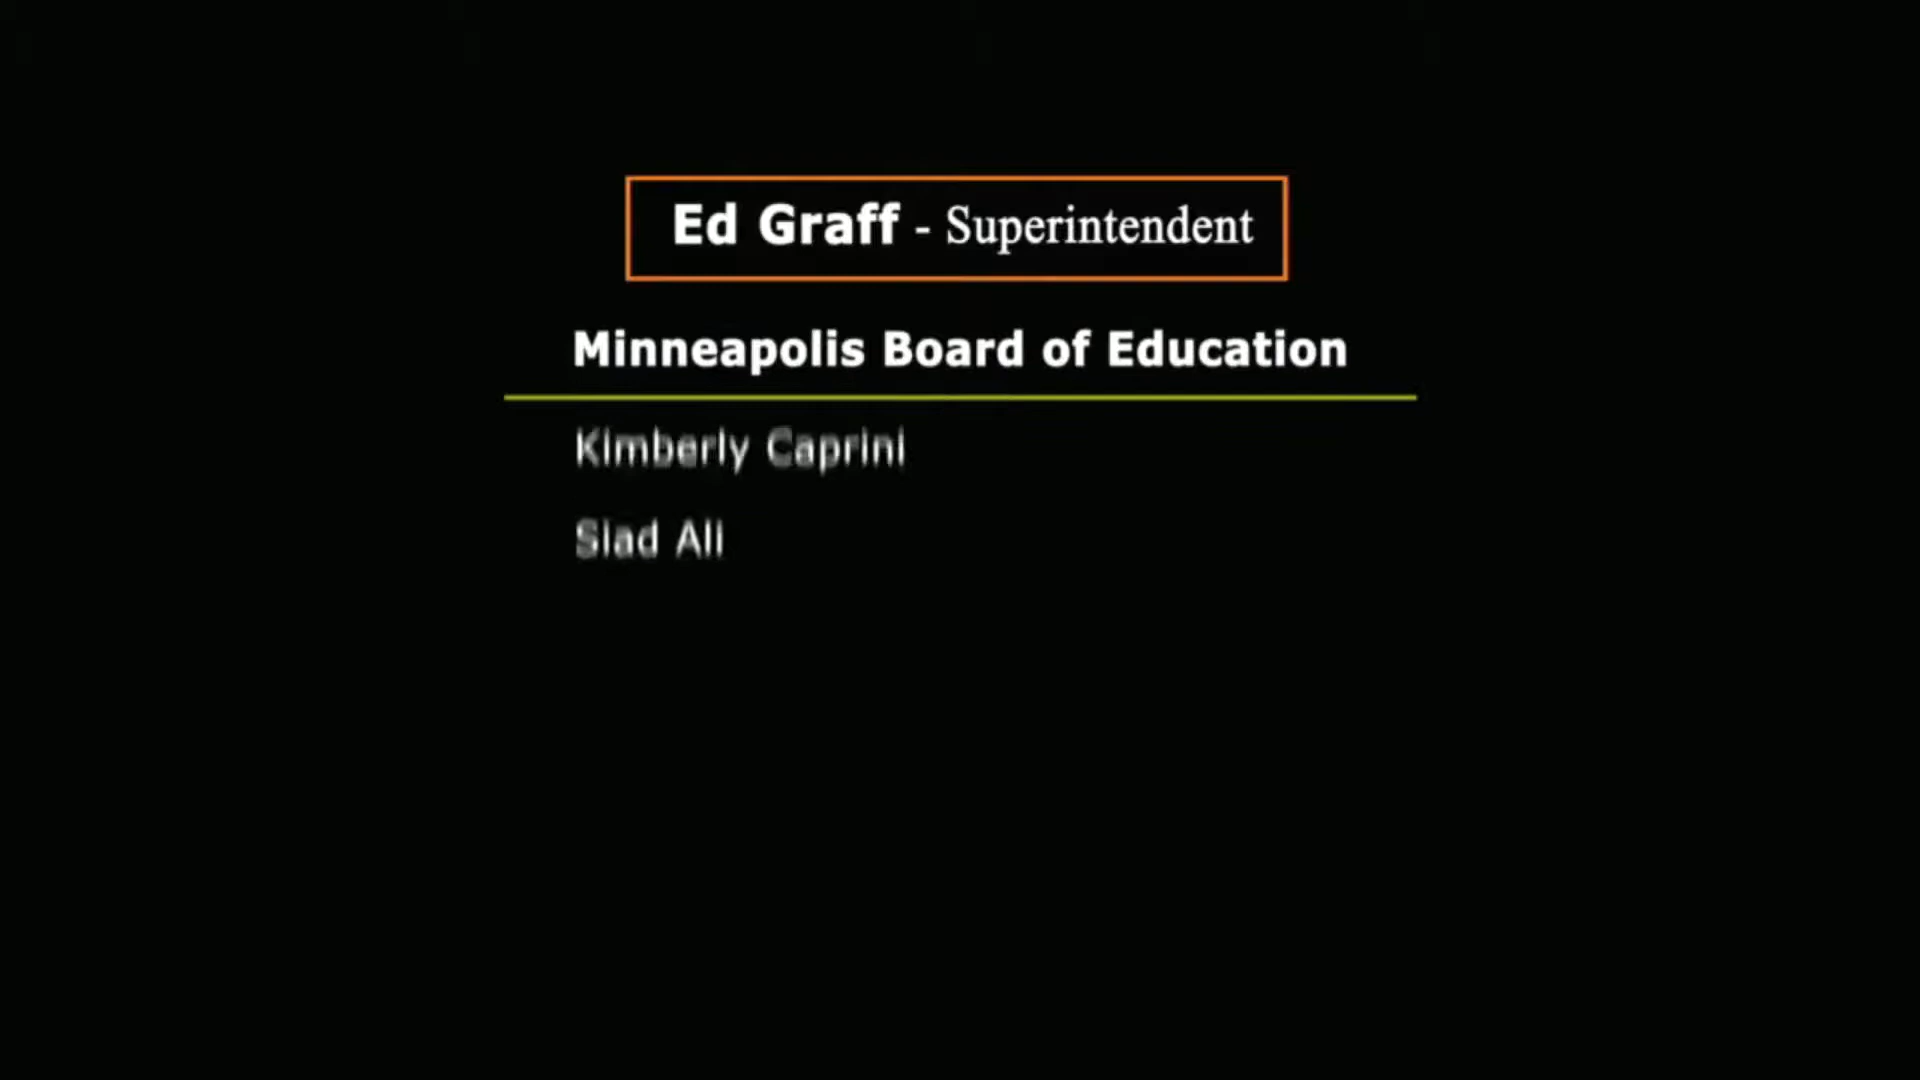 Ed Graff - Superintendent
Minneapolis Board of Education
Kimberly Caprini
Siad Ali